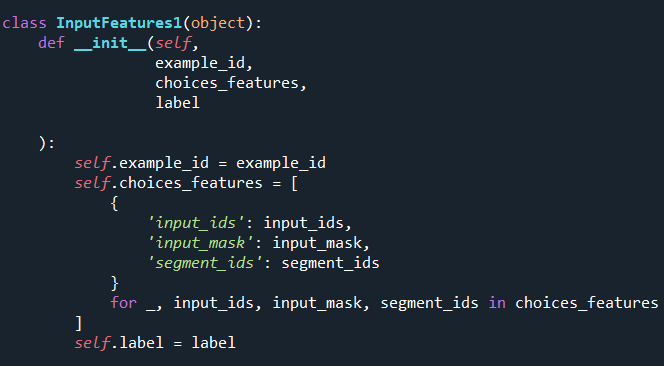 class InputFeatures1(object):
    def __init__(self,
                 example_id,
                 choices_features,
                 label

    ):
        self.example_id = example_id
        self.choices_features = [
            {
                'input_ids': input_ids,
                'input_mask': input_mask,
                'segment_ids': segment_ids
            }
            for _, input_ids, input_mask, segment_ids in choices_features
        ]
        self.label = label